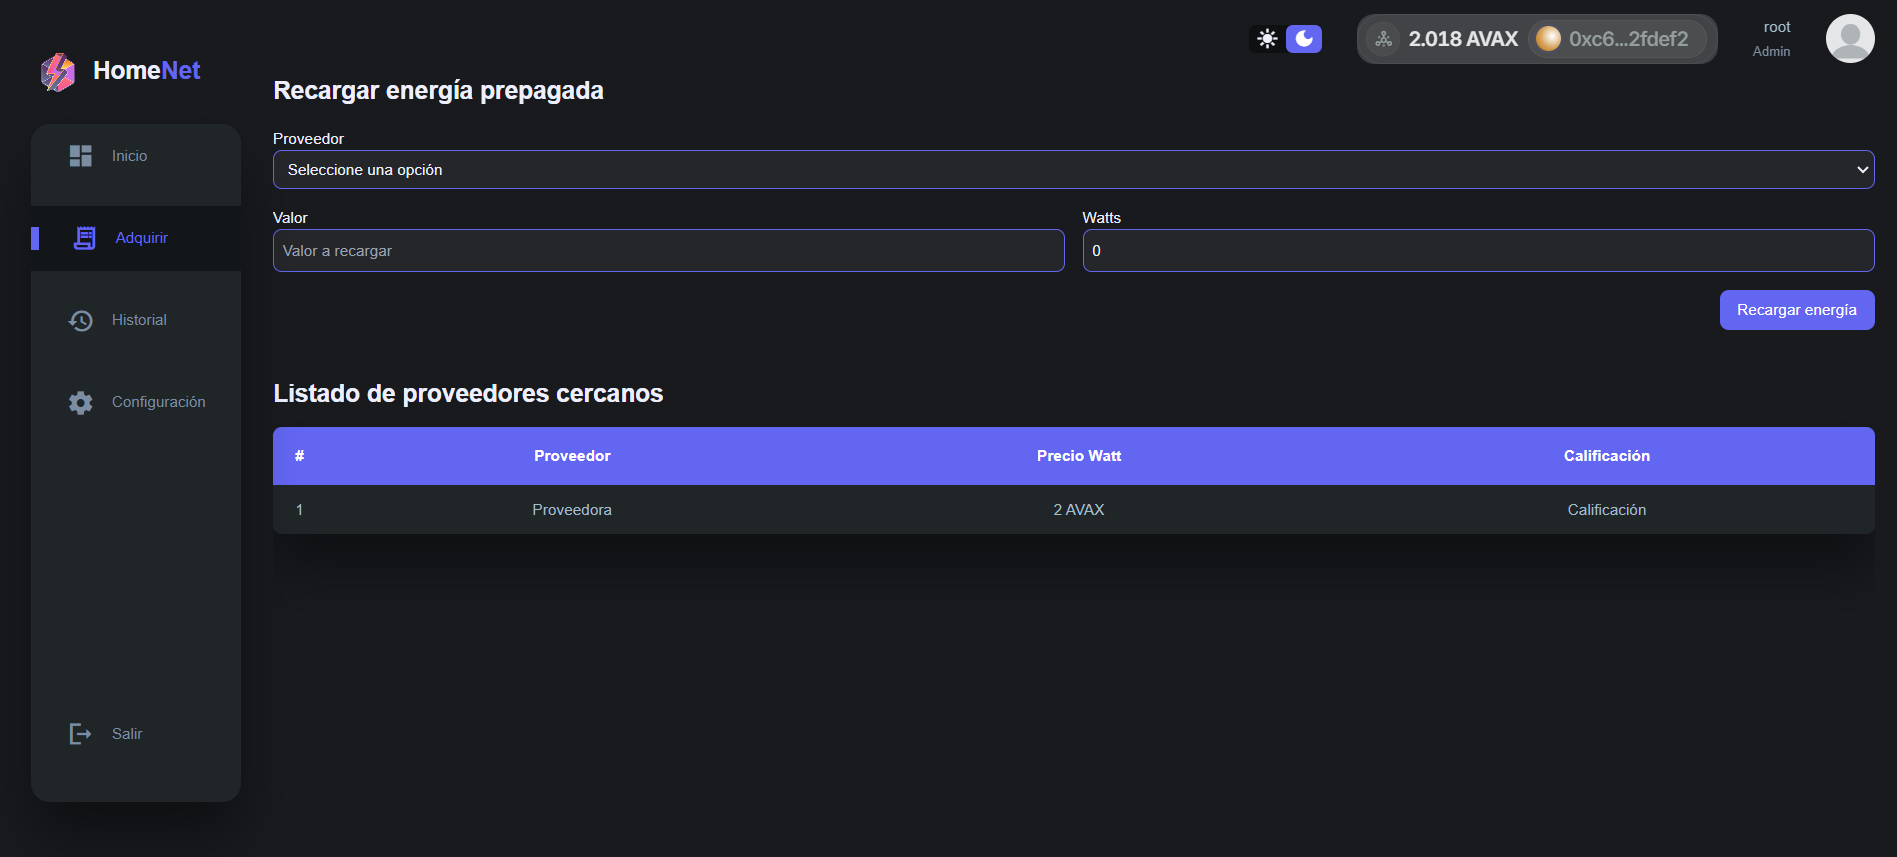 HomeNet
2.018 AVAX
0xc6...2fdef2
root
Admin
Inicio
Adquirir
Historial
Configuración
Salir
Recargar energía prepagada
Proveedor
Seleccione una opción
Valor
Watts
Valor a recargar
0
Recargar energía
Listado de proveedores cercanos
# Proveedor Precio Watt Calificación
1 Proveedora 2 AVAX Calificación